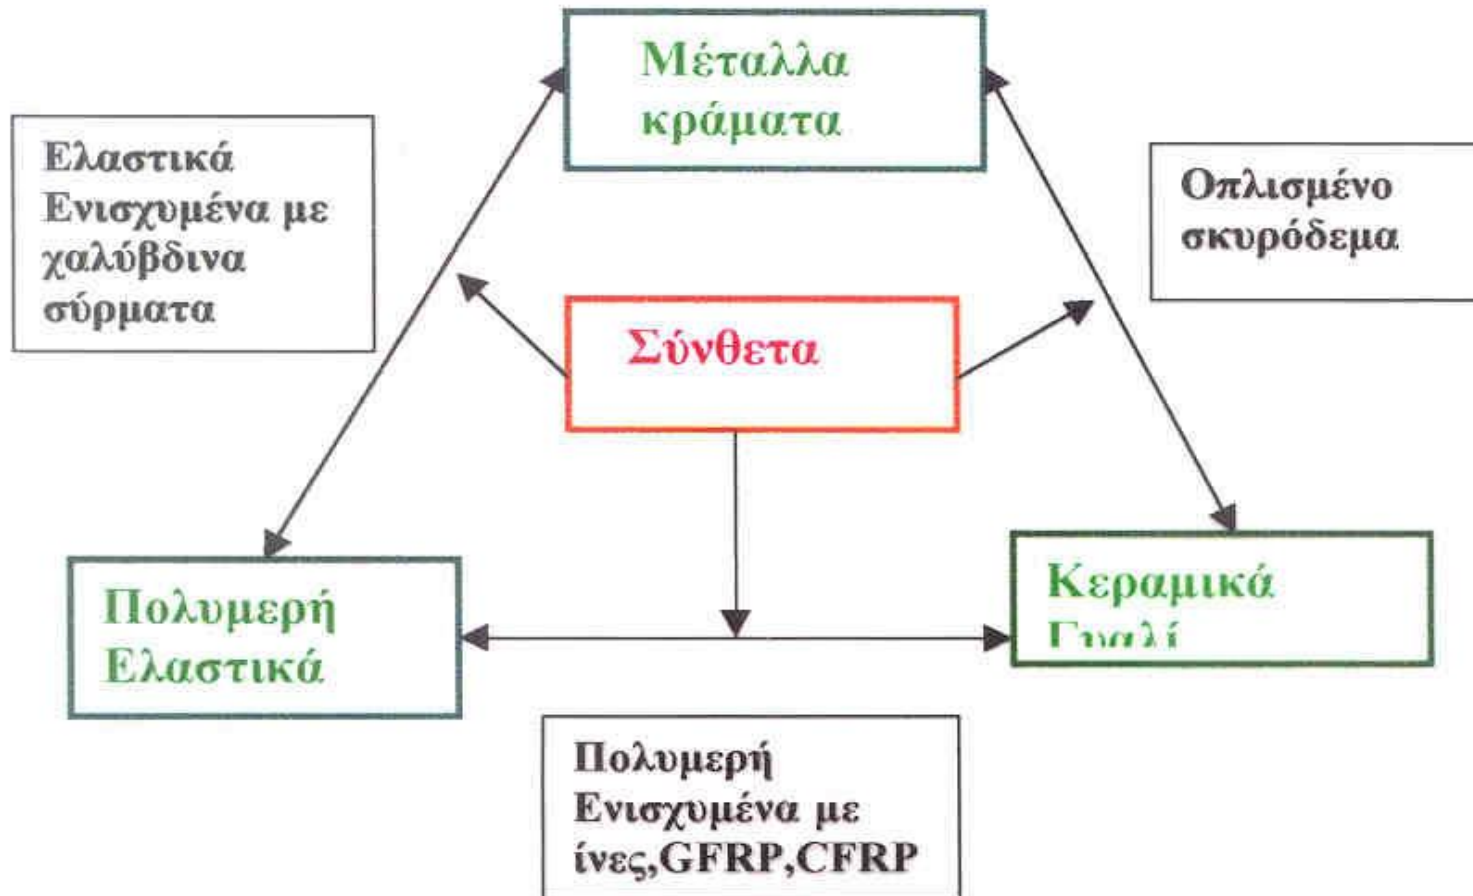 Μέταλλα
κράματα
Ελαστικά
Ενισχυμένα με
χαλύβδινα
σύρματα
Οπλισμένο
σκυρόδεμα
Σύνθετα
Πολυμερή
Ελαστικά
Κεραμικά
Γυαλί
Πολυμερή
Ενισχυμένα με
ίνες,GFRP,CFRP